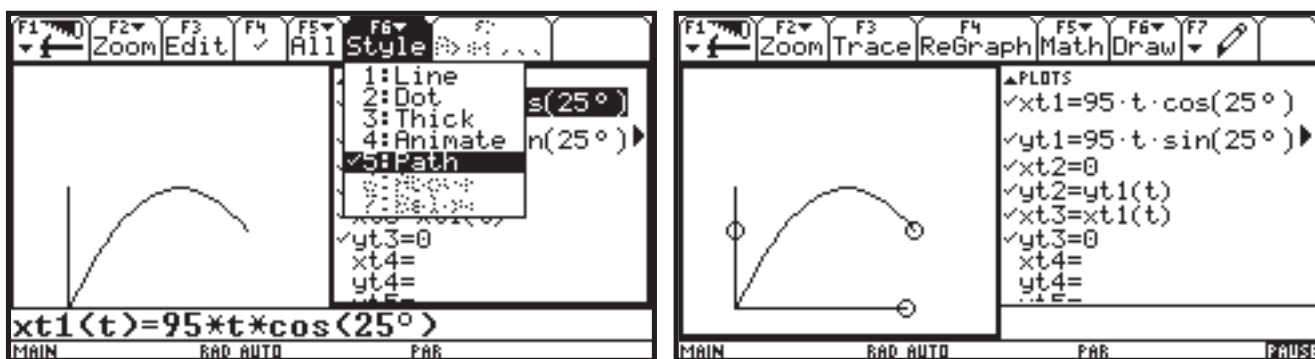 F1 F2 F3 F4 F5 F6 F7
Zoom Edit ✓ All Style
1:Line
2:Dot
3:Thick
4:Animate
✓5:Path
s(25°)
n(25°)
✓yt3=0
xt4=
yt4=
xt1(t)=95*t*cos(25°)
MAIN RAD AUTO PAR
F1 F2 F3 F4 F5 F6 F7
Zoom Trace ReGraph Math Draw
▲PLOTS
✓xt1=95·t·cos(25°)
✓yt1=95·t·sin(25°)
✓xt2=0
✓yt2=yt1(t)
✓xt3=xt1(t)
✓yt3=0
xt4=
yt4=
MAIN RAD AUTO PAR PAUSE